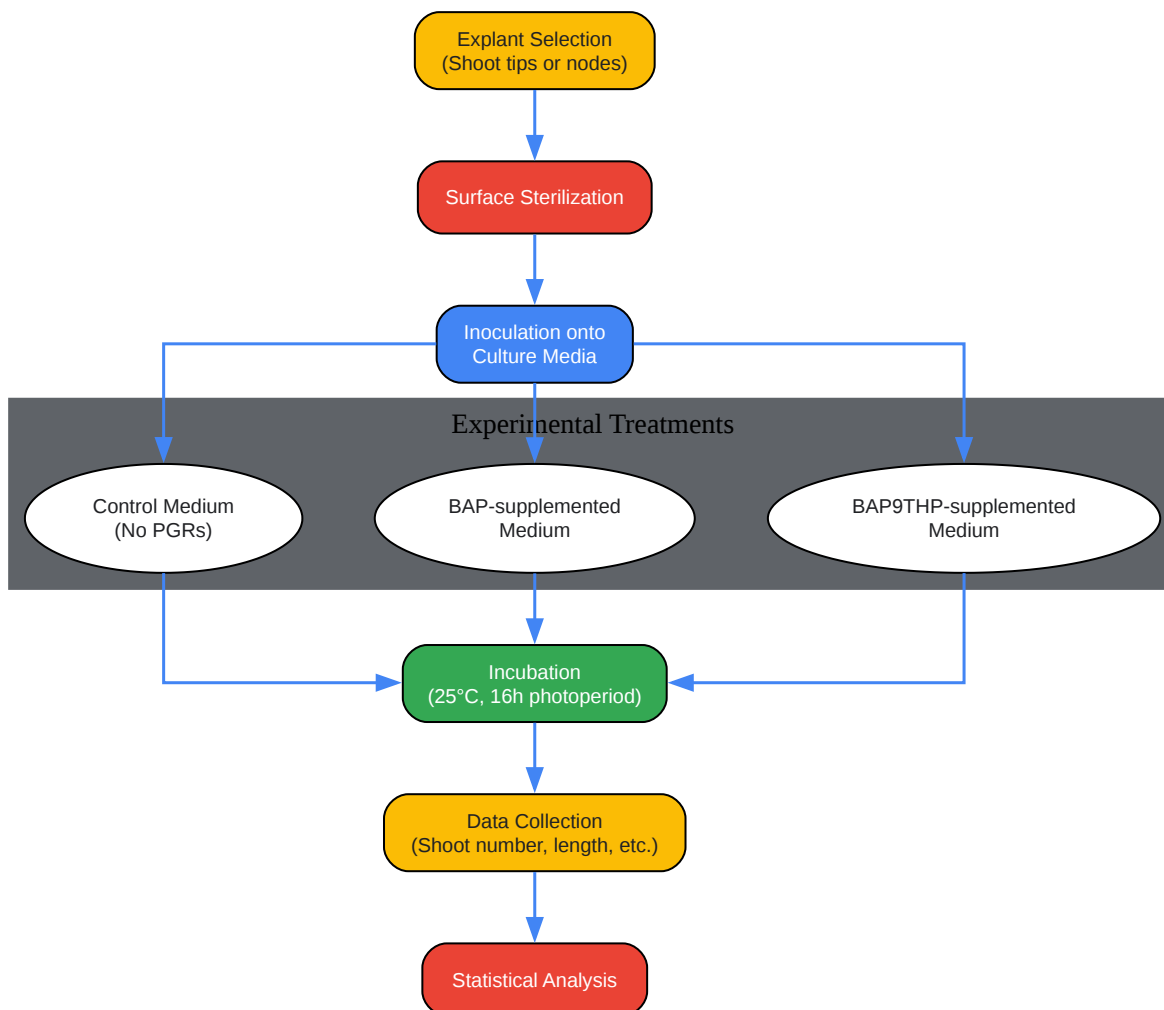 Explant Selection
(Shoot tips or nodes)
Surface Sterilization
Inoculation onto
Culture Media
Experimental Treatments
Control Medium
(No PGRs)
BAP-supplemented
Medium
BAP9THP-supplemented
Medium
Incubation
(25°C, 16h photoperiod)
Data Collection
(Shoot number, length, etc.)
Statistical Analysis